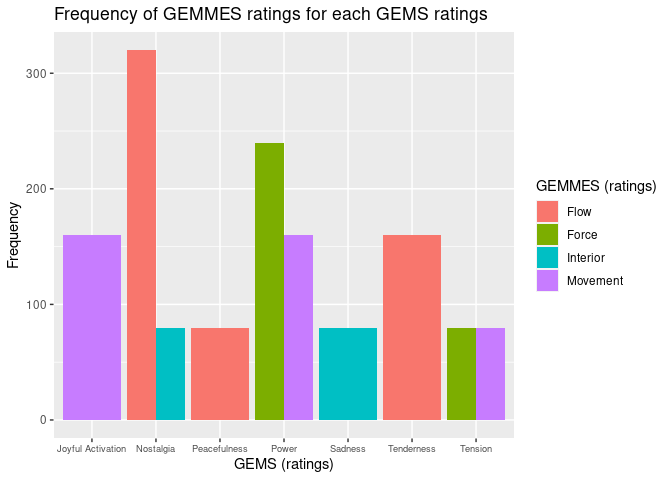 Frequency of GEMMES ratings for each GEMS ratings
Frequency
300
200
100
0
Joyful Activation Nostalgia Peacefulness Power Sadness Tenderness Tension
GEMS (ratings)
GEMMES (ratings)
Flow
Force
Interior
Movement